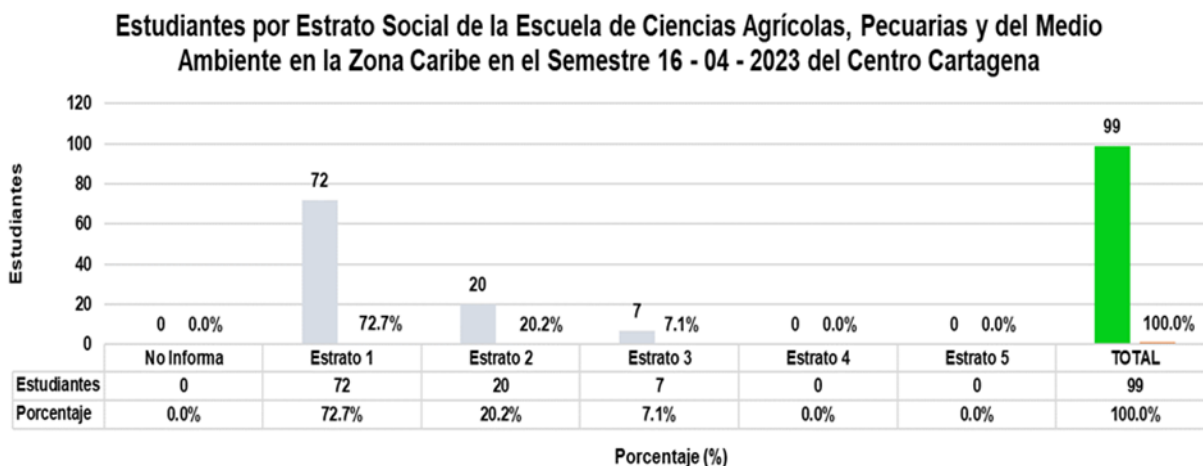 Estudiantes por Estrato Social de la Escuela de Ciencias Agrícolas, Pecuarias y del Medio
Ambiente en la Zona Caribe en el Semestre 16 - 04 - 2023 del Centro Cartagena
Estudiantes
120
100
80
60
40
20
0
0 0.0%
72 72.7%
20 20.2%
7 7.1%
0 0.0%
0 0.0%
99 100.0%
No Informa Estrato 1 Estrato 2 Estrato 3 Estrato 4 Estrato 5 TOTAL
Estudiantes 0 72 20 7 0 0 99
Porcentaje 0.0% 72.7% 20.2% 7.1% 0.0% 0.0% 100.0%
Porcentaje (%)